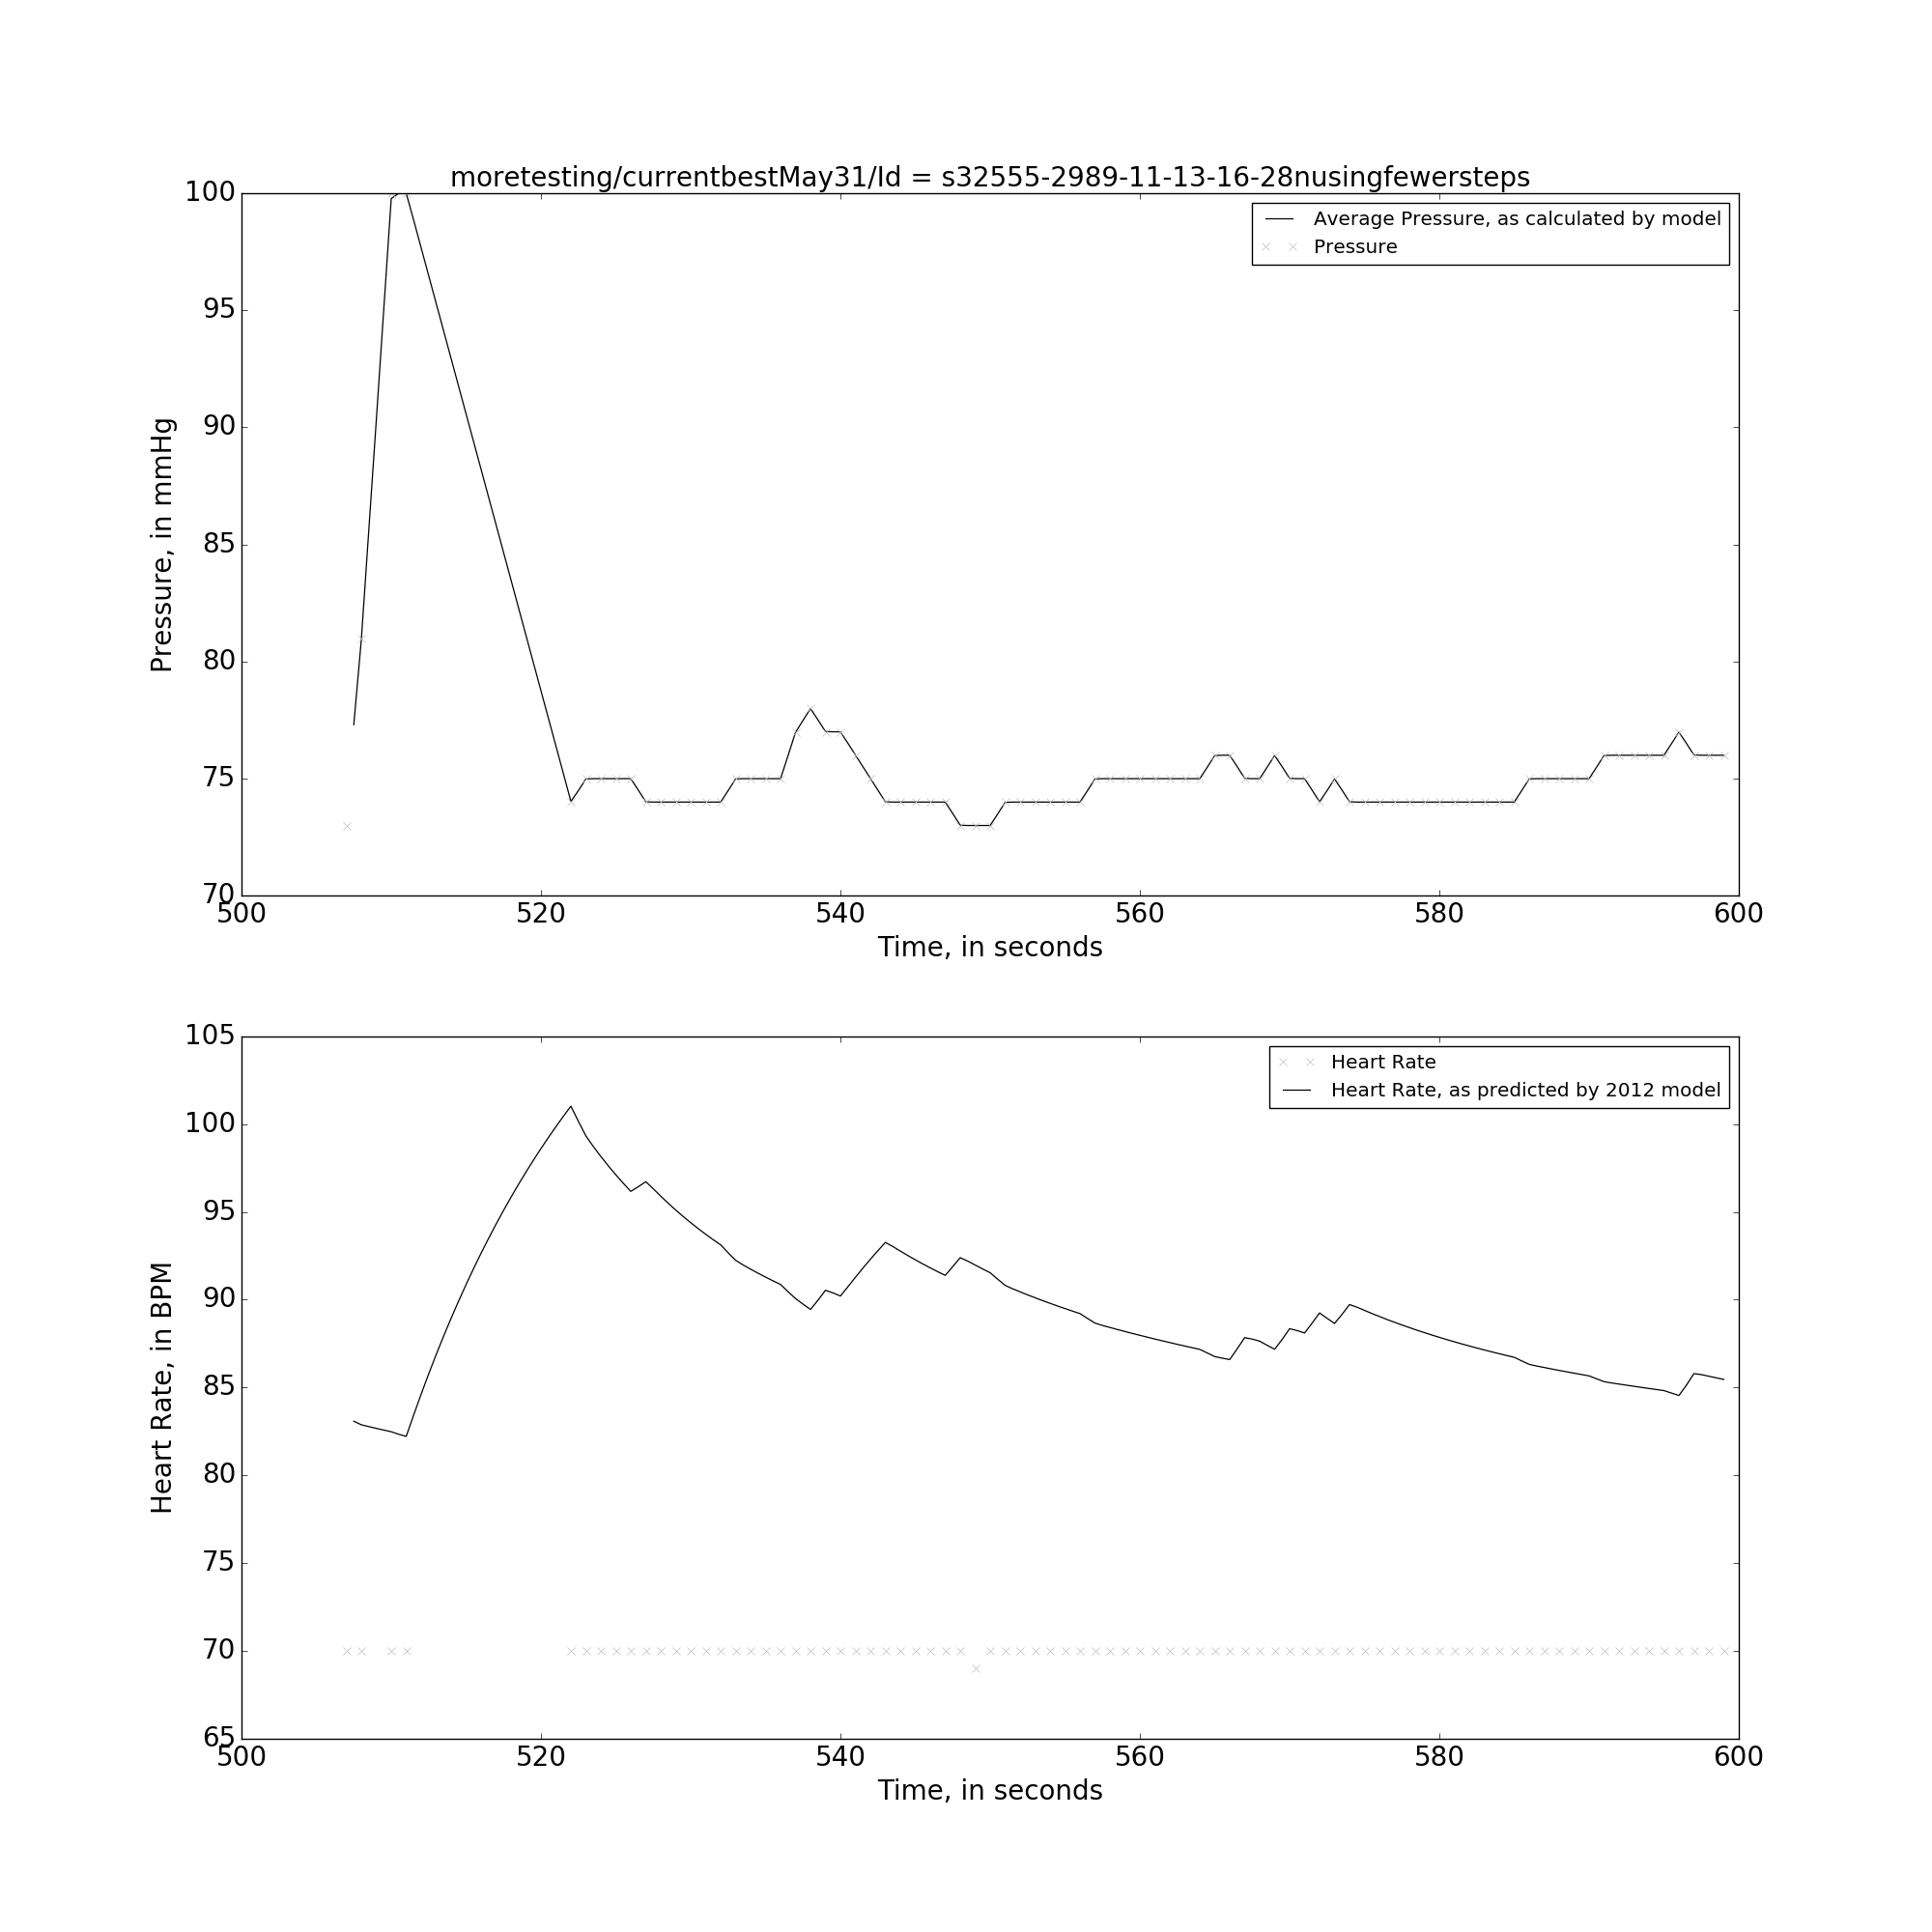 moretesting/currentbestMay31/Id = s32555-2989-11-13-16-28nusingfewersteps
100
95
90
85
80
75
70
Pressure, in mmHg
Average Pressure, as calculated by model
Pressure
500 520 540 560 580 600
Time, in seconds
105
100
95
90
85
80
75
70
65
Heart Rate, in BPM
Heart Rate
Heart Rate, as predicted by 2012 model
500 520 540 560 580 600
Time, in seconds